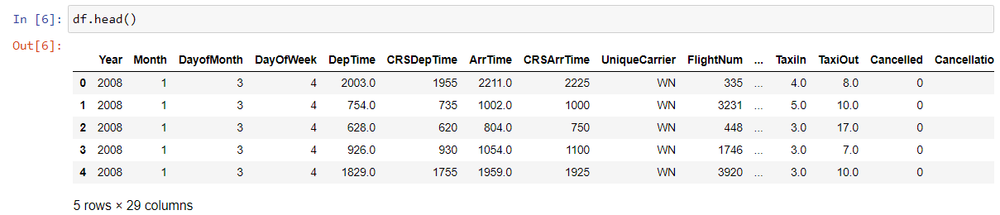 In [6]: df.head()
Out[6]:
Year Month DayofMonth DayOfWeek DepTime CRSDepTime ArrTime CRSArrTime UniqueCarrier FlightNum ... TaxiIn TaxiOut Cancelled Cancellatio
0 2008 1 3 4 2003.0 1955 2211.0 2225 WN 335 ... 4.0 8.0 0
1 2008 1 3 4 754.0 735 1002.0 1000 WN 3231 ... 5.0 10.0 0
2 2008 1 3 4 628.0 620 804.0 750 WN 448 ... 3.0 17.0 0
3 2008 1 3 4 926.0 930 1054.0 1100 WN 1746 ... 3.0 7.0 0
4 2008 1 3 4 1829.0 1755 1959.0 1925 WN 3920 ... 3.0 10.0 0
5 rows × 29 columns